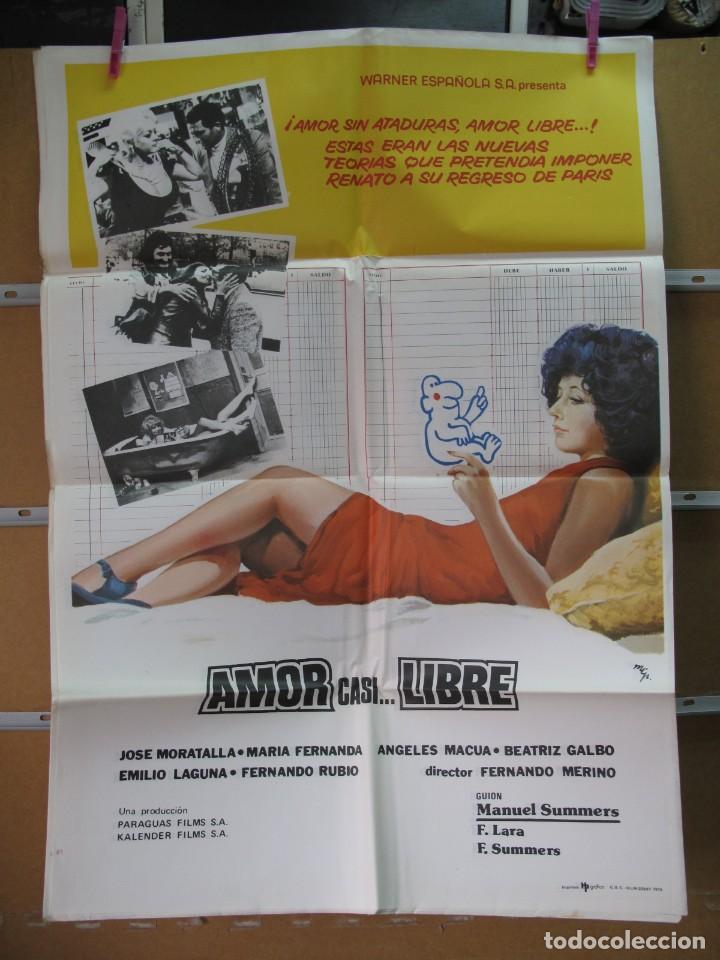 WARNER ESPAÑOLA S.A. presenta
¡AMOR SIN ATADURAS, AMOR LIBRE...!
ESTAS ERAN LAS NUEVAS
TEORIAS QUE PRETENDIA IMPONER
RENATO A SU REGRESO DE PARIS
SALDO
DEBE HABER SALDO
AMOR CASI... LIBRE
JOSE MORATALLA • MARIA FERNANDA ANGELES MACUA • BEATRIZ GALBO
EMILIO LAGUNA • FERNANDO RUBIO director FERNANDO MERINO
Una producción
PARAGUAS FILMS S.A.
KALENDER FILMS S.A.
GUION
Manuel Summers
F. Lara
F. Summers
gráfico
todocoleccion.net